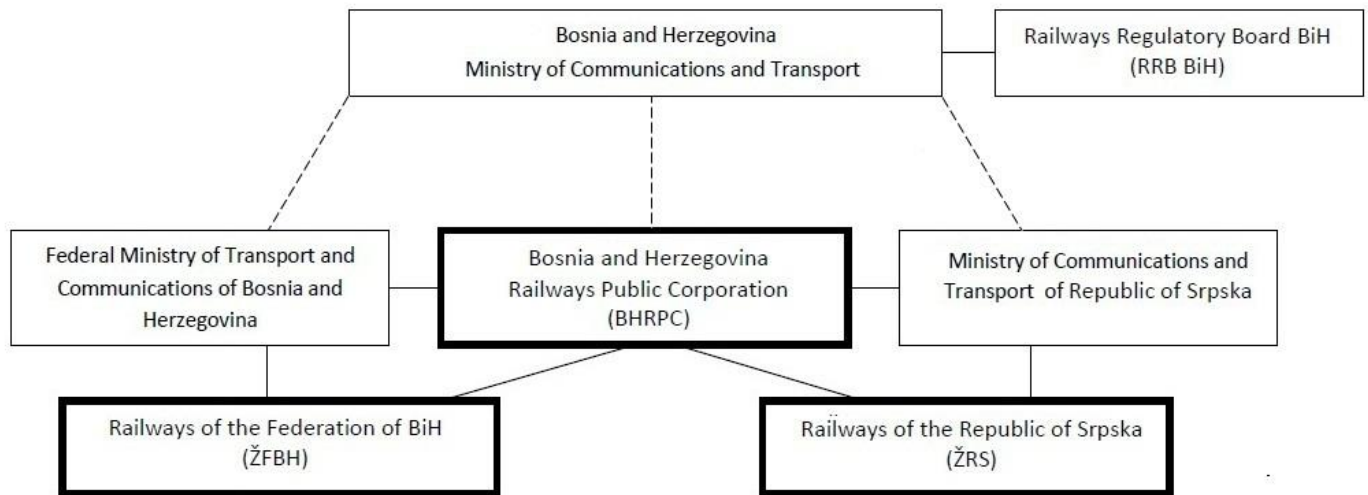 Bosnia and Herzegovina
Ministry of Communications and Transport
Railways Regulatory Board BiH
(RRB BiH)
Federal Ministry of Transport and
Communications of Bosnia and
Herzegovina
Bosnia and Herzegovina
Railways Public Corporation
(BHRPC)
Ministry of Communications and
Transport of Republic of Srpska
Railways of the Federation of BiH
(ŽFBH)
Railways of the Republic of Srpska
(ŽRS)